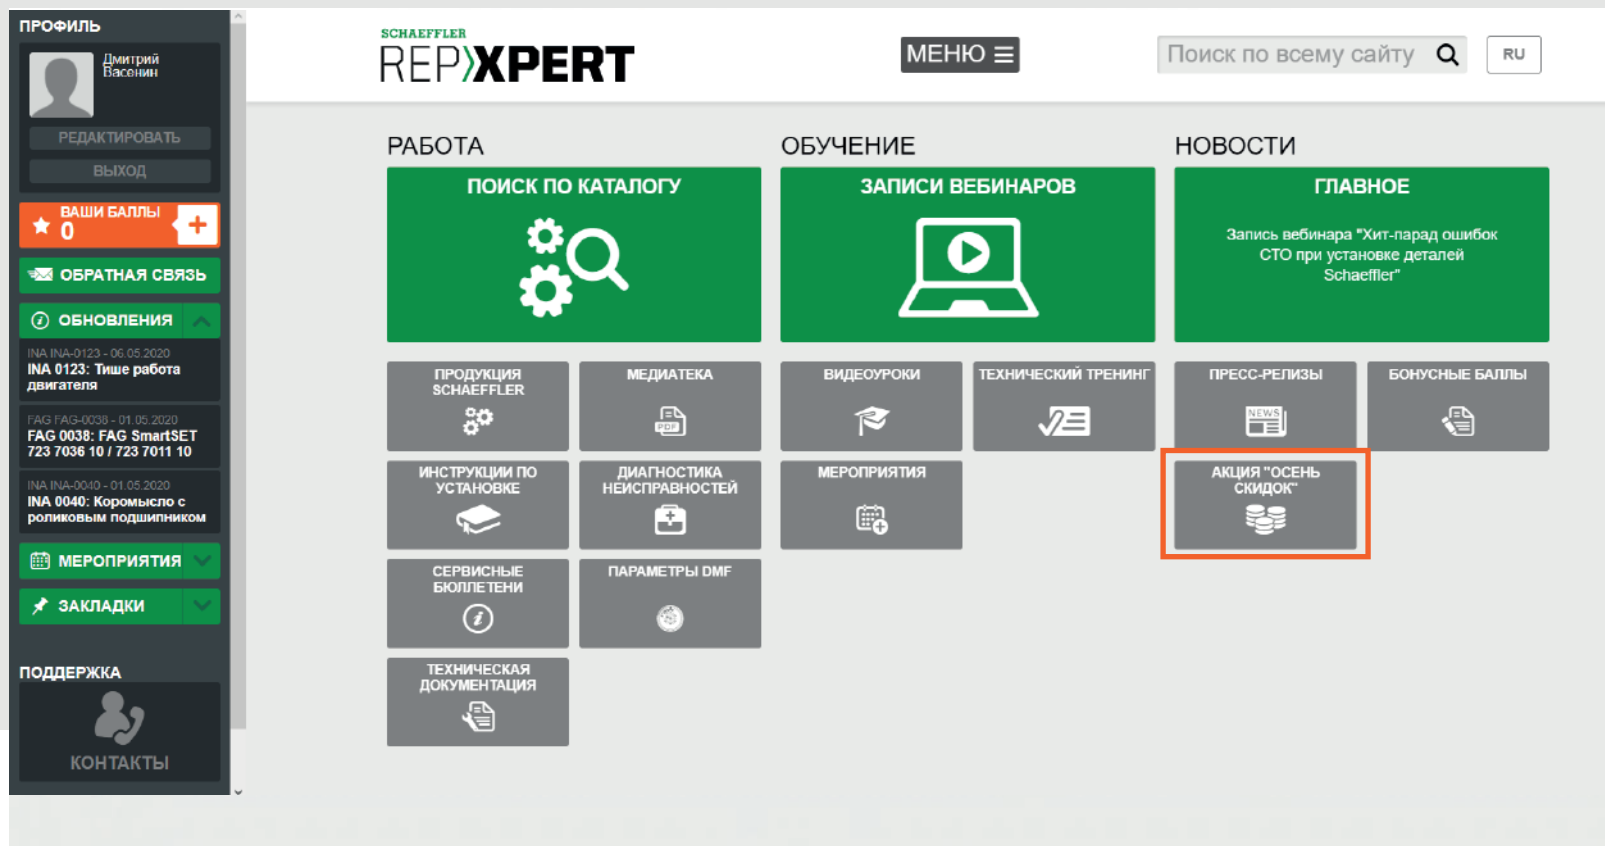 ПРОФИЛЬ
Дмитрий
Васенин
РЕДАКТИРОВАТЬ
ВЫХОД
ВАШИ БАЛЛЫ
0
ОБРАТНАЯ СВЯЗЬ
ОБНОВЛЕНИЯ
INA INA-0123 - 06.05.2020
INA 0123: Тише работа
двигателя
FAG FAG-0038 - 01.05.2020
FAG 0038: FAG SmartSET
723 7036 10 / 723 7011 10
INA INA-0040 - 01.05.2020
INA 0040: Коромысло с
роликовым подшипником
МЕРОПРИЯТИЯ
ЗАКЛАДКИ
ПОДДЕРЖКА
КОНТАКТЫ
SCHAEFFLER
REPXPERT
МЕНЮ
Поиск по всему сайту
RU
РАБОТА
ПОИСК ПО КАТАЛОГУ
ПРОДУКЦИЯ
SCHAEFFLER
МЕДИАТЕКА
PDF
ИНСТРУКЦИИ ПО
УСТАНОВКЕ
ДИАГНОСТИКА
НЕИСПРАВНОСТЕЙ
СЕРВИСНЫЕ
БЮЛЛЕТЕНИ
ПАРАМЕТРЫ DMF
ТЕХНИЧЕСКАЯ
ДОКУМЕНТАЦИЯ
ОБУЧЕНИЕ
ЗАПИСИ ВЕБИНАРОВ
ВИДЕОУРОКИ
ТЕХНИЧЕСКИЙ ТРЕНИНГ
МЕРОПРИЯТИЯ
НОВОСТИ
ГЛАВНОЕ
Запись вебинара "Хит-парад ошибок
СТО при установке деталей
Schaeffler"
ПРЕСС-РЕЛИЗЫ
NEWS
БОНУСНЫЕ БАЛЛЫ
АКЦИЯ "ОСЕНЬ
СКИДОК"